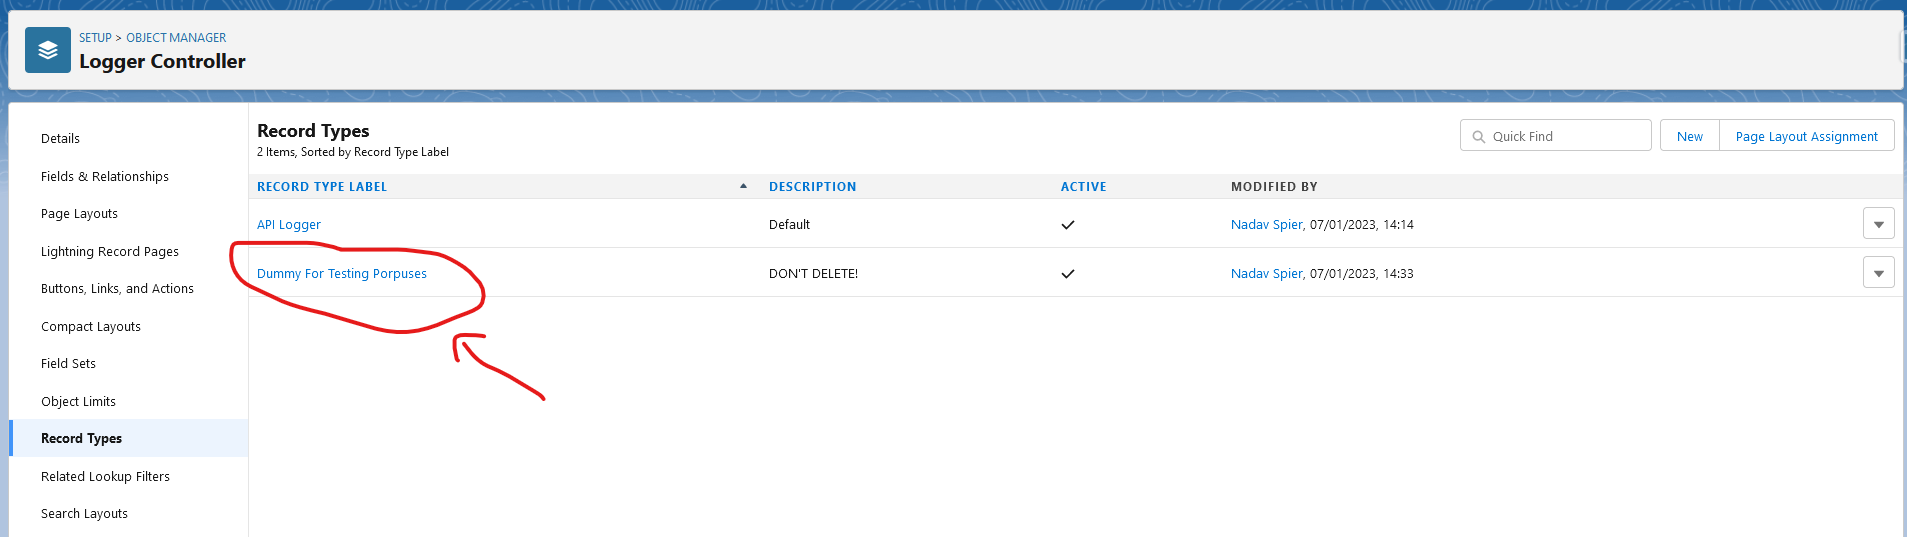 SETUP > OBJECT MANAGER
Logger Controller
Details
Fields & Relationships
Page Layouts
Lightning Record Pages
Buttons, Links, and Actions
Compact Layouts
Field Sets
Object Limits
Record Types
Related Lookup Filters
Search Layouts
Record Types
2 Items, Sorted by Record Type Label
Quick Find
New
Page Layout Assignment
RECORD TYPE LABEL DESCRIPTION ACTIVE MODIFIED BY
API Logger Default Nadav Spier, 07/01/2023, 14:14
Dummy For Testing Porpuses DON'T DELETE! Nadav Spier, 07/01/2023, 14:33